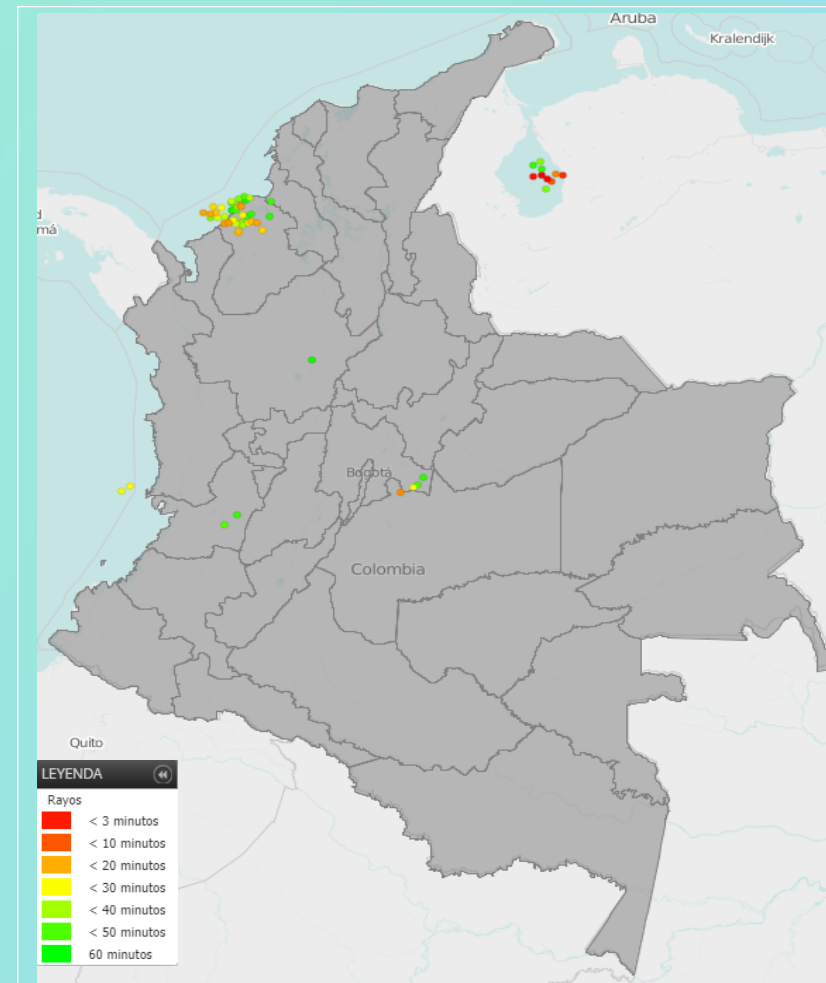 Aruba
Kralendijk
d
má
Bogotá
Colombia
Quito
LEYENDA
Rayos
< 3 minutos
< 10 minutos
< 20 minutos
< 30 minutos
< 40 minutos
< 50 minutos
60 minutos